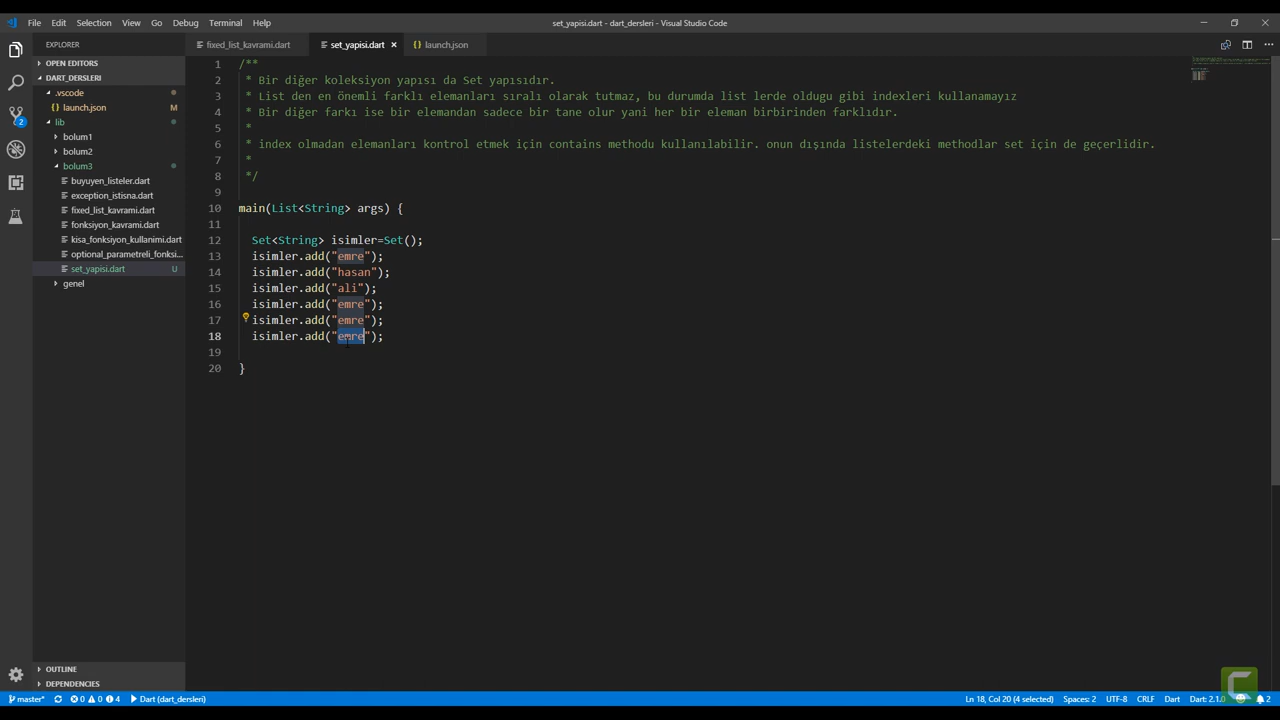 File Edit Selection View Go Debug Terminal Help
set_yapisi.dart - dart_dersleri - Visual Studio Code
EXPLORER
OPEN EDITORS
DART_DERSLERI
.vscode
launch.json M
lib
bolum1
bolum2
bolum3
buyuyen_listeler.dart
exception_istisna.dart
fixed_list_kavrami.dart
fonksiyon_kavrami.dart
kisa_fonksiyon_kullanimi.dart
optional_parametreli_fonksi...
set_yapisi.dart U
genel
OUTLINE
DEPENDENCIES
2
fixed_list_kavrami.dart set_yapisi.dart × launch.json
1 /**
2 * Bir diğer koleksiyon yapısı da Set yapısıdır.
3 * List den en önemli farklı elemanları sıralı olarak tutmaz, bu durumda list lerde oldugu gibi indexleri kullanamayız
4 * Bir diğer farkı ise bir elemandan sadece bir tane olur yani her bir eleman birbirinden farklıdır.
5 *
6 * index olmadan elemanları kontrol etmek için contains methodu kullanılabilir. onun dışında listelerdeki methodlar set için de geçerlidir.
7 *
8 */
9
10 main(List<String> args) {
11
12 Set<String> isimler=Set();
13 isimler.add("emre");
14 isimler.add("hasan");
15 isimler.add("ali");
16 isimler.add("emre");
17 isimler.add("emre");
18 isimler.add("emre");
19
20 }
master* 0 0 4 Dart (dart_dersleri)
Ln 18, Col 20 (4 selected) Spaces: 2 UTF-8 CRLF Dart Dart: 2.1.0 2